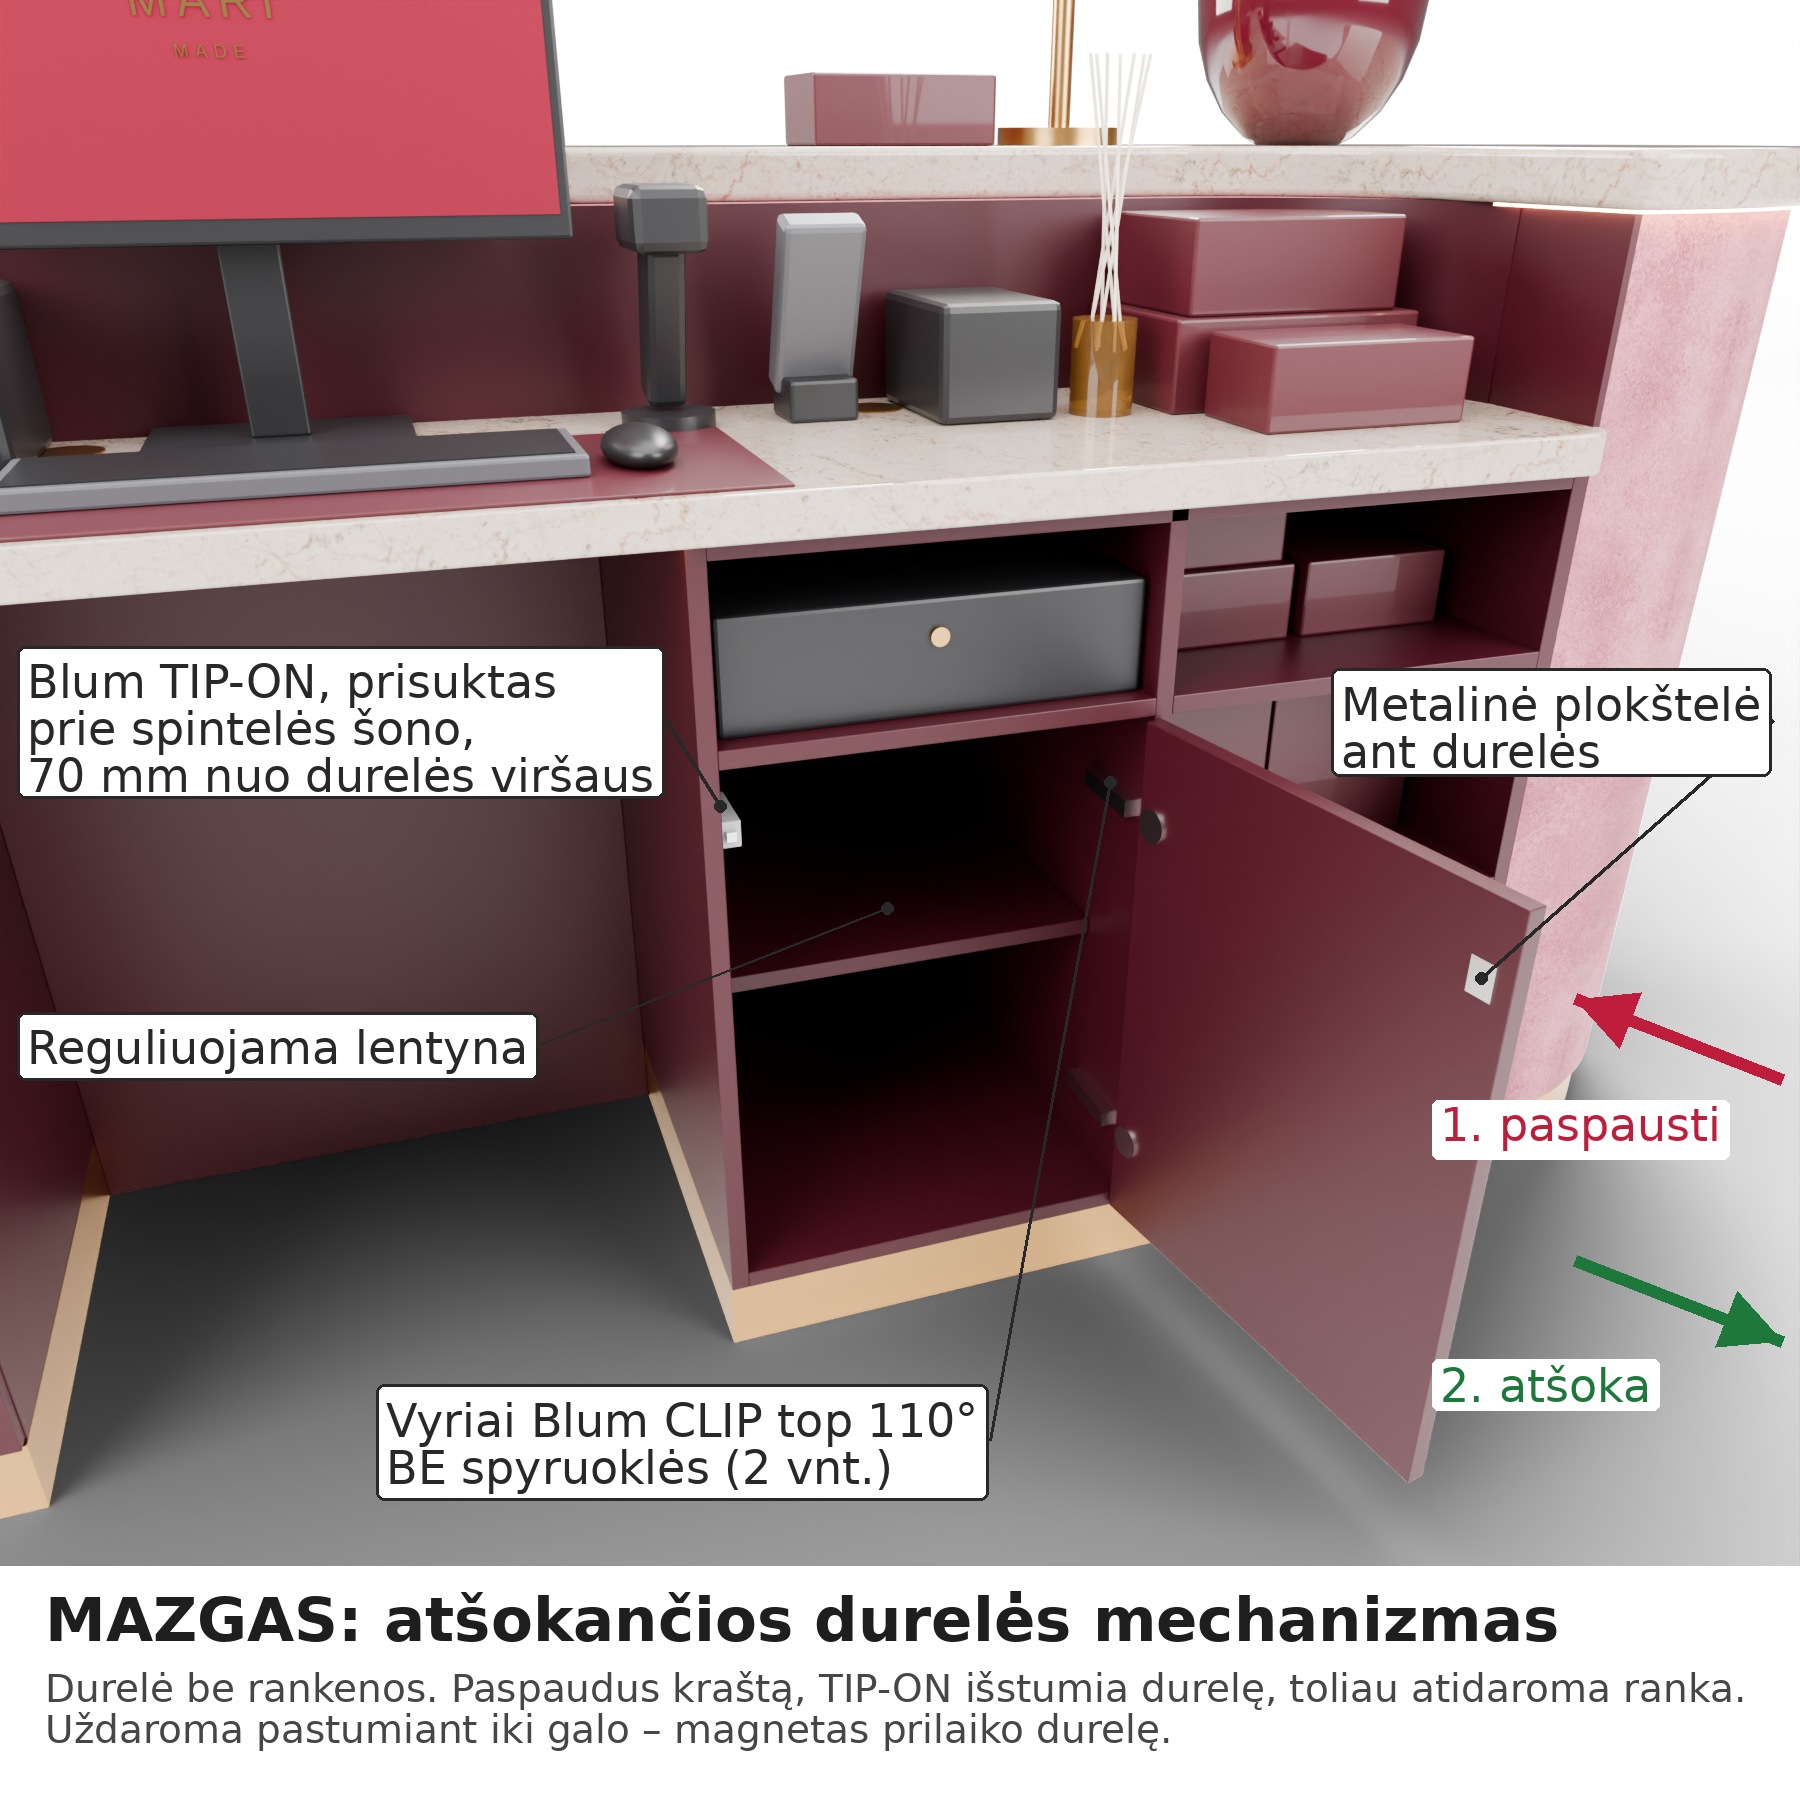 MADE
Blum TIP-ON, prisuktas
prie spintelės šono,
70 mm nuo durelės viršaus
Metalinė plokštelė
ant durelės
Reguliuojama lentyna
1. paspausti
2. atšoka
Vyriai Blum CLIP top 110°
BE spyruoklės (2 vnt.)
MAZGAS: atšokančios durelės mechanizmas
Durelė be rankenos. Paspaudus kraštą, TIP-ON išstumia durelę, toliau atidaroma ranka.
Uždaroma pastumiant iki galo – magnetas prilaiko durelę.